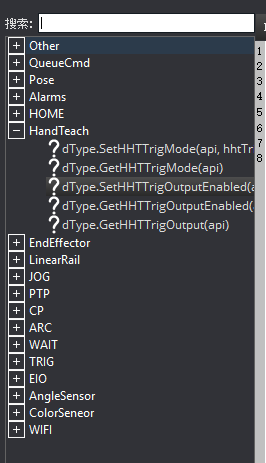 搜索:
Other
QueueCmd
Pose
Alarms
HOME
HandTeach
dType.SetHHTTrigMode(api, hhtTr
dType.GetHHTTrigMode(api)
dType.SetHHTTrigOutputEnabled(a
dType.GetHHTTrigOutputEnabled(a
dType.GetHHTTrigOutput(api)
EndEffector
LinearRail
JOG
PTP
CP
ARC
WAIT
TRIG
EIO
AngleSensor
ColorSeneor
WIFI
1
2
3
4
5
6
7
8